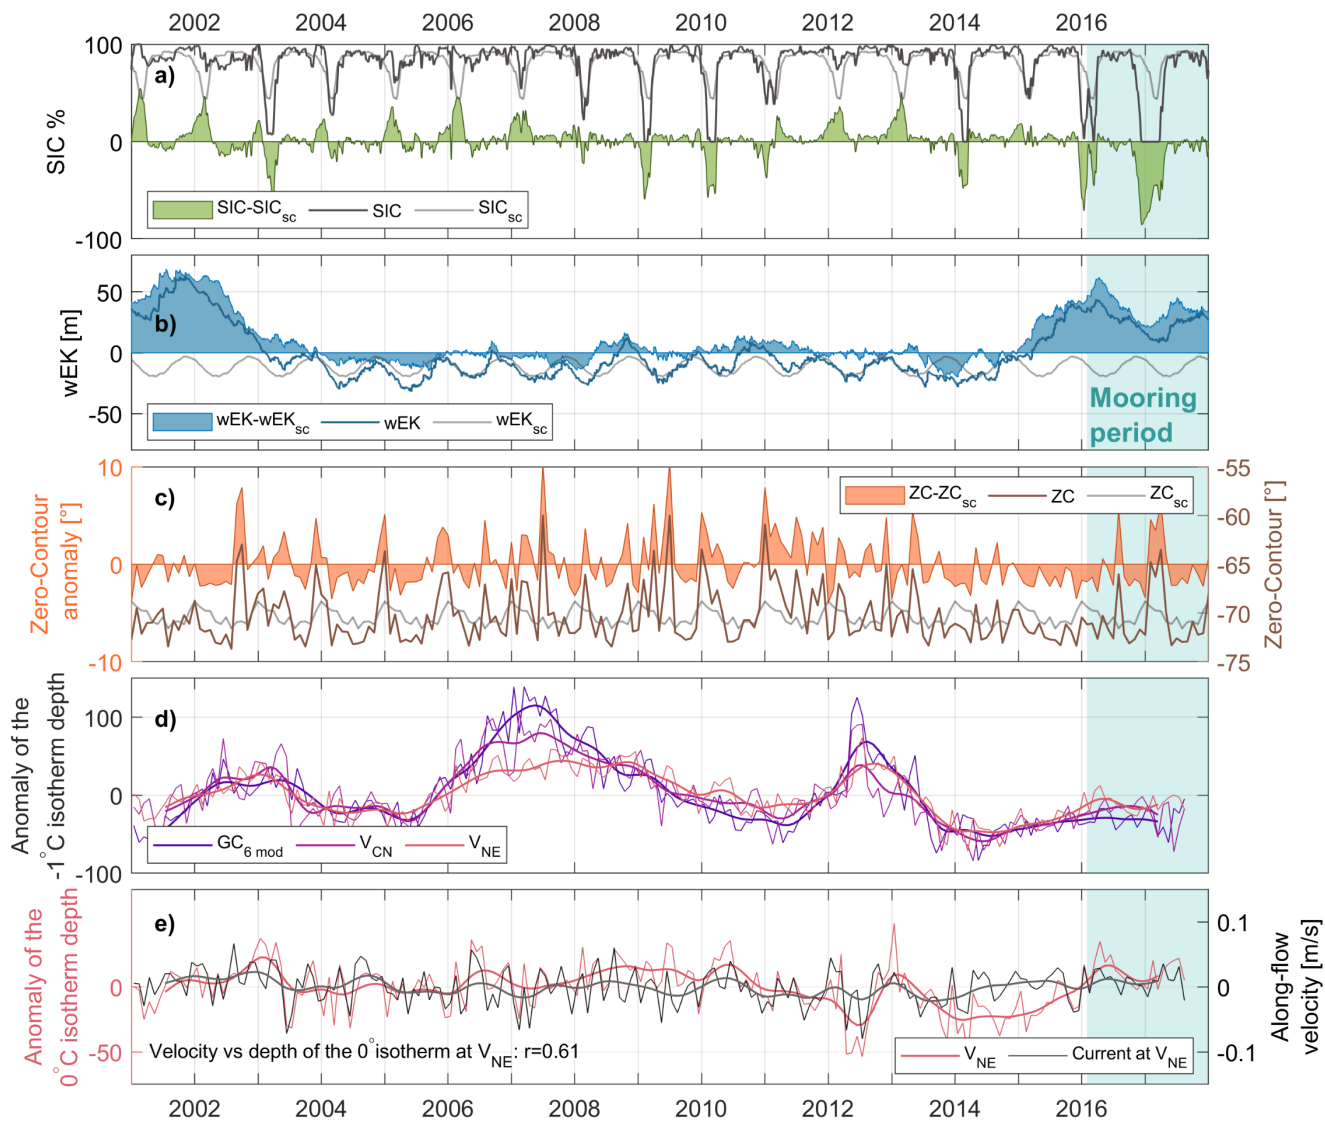 2002 2004 2006 2008 2010 2012 2014 2016
100
0
-100
SIC %
a)
SIC-SICsc SIC SICsc
50
0
-50
wEK [m]
b)
wEK-wEKsc wEK wEKsc
Mooring
period
10
0
-10
Zero-Contour
anomaly [°]
c)
ZC-ZCsc ZC ZCsc
-55
-60
-65
-70
-75
Zero-Contour [°]
100
0
-100
Anomaly of the
-1°C isotherm depth
d)
GC6 mod VCN VNE
0
-50
Anomaly of the
0°C isotherm depth
e)
Velocity vs depth of the 0°isotherm at VNE: r=0.61
VNE Current at VNE
0.1
0
-0.1
Along-flow
velocity [m/s]
2002 2004 2006 2008 2010 2012 2014 2016